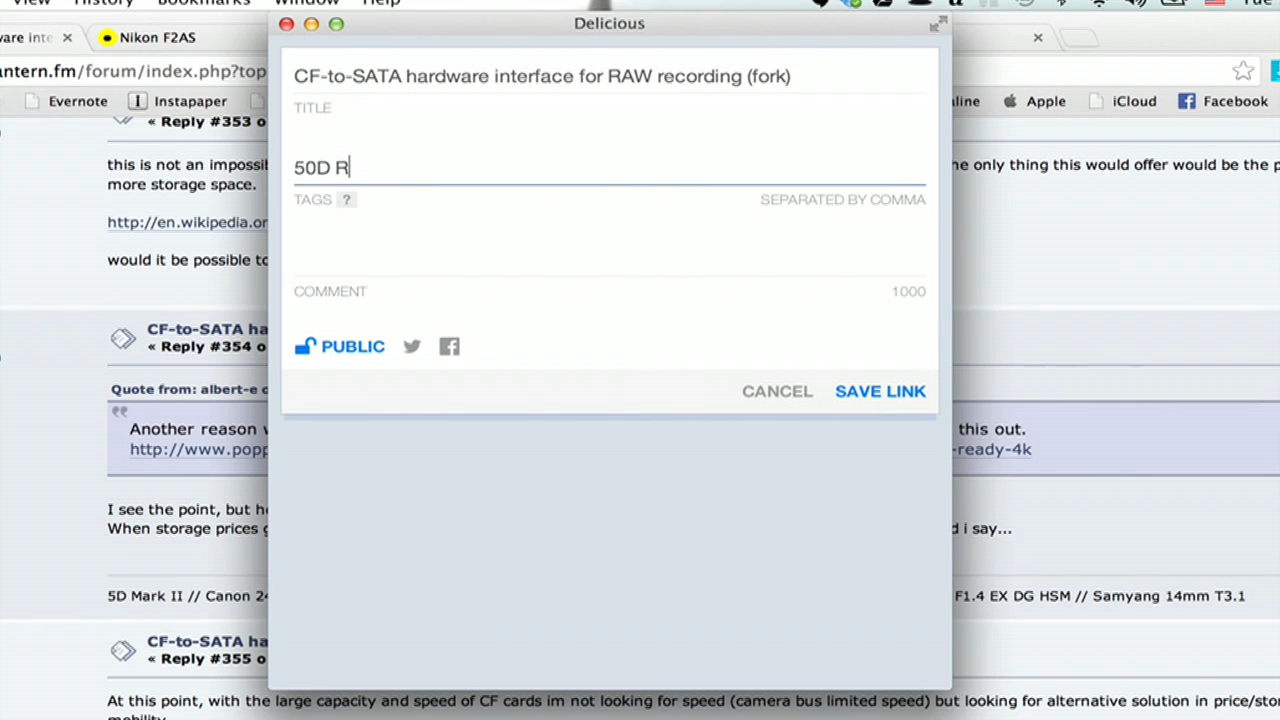 View History Bookmarks Window Help Tue
Delicious
are inte
Nikon F2AS
antern.fm/forum/index.php?top
Evernote
Instapaper
line
Apple
iCloud
Facebook
CF-to-SATA hardware interface for RAW recording (fork)
TITLE
50D R
TAGS ?
SEPARATED BY COMMA
COMMENT
1000
PUBLIC
CANCEL
SAVE LINK
« Reply #353 o
this is not an impossib
ne only thing this would offer would be the p
more storage space.
http://en.wikipedia.or
would it be possible to
CF-to-SATA ha
« Reply #354 o
Quote from: albert-e
Another reason
this out.
http://www.popp
-ready-4k
I see the point, but h
When storage prices
d i say...
5D Mark II // Canon 24
F1.4 EX DG HSM // Samyang 14mm T3.1
CF-to-SATA ha
« Reply #355 o
At this point, with the large capacity and speed of CF cards im not looking for speed (camera bus limited speed) but looking for alternative solution in price/sto
mobility